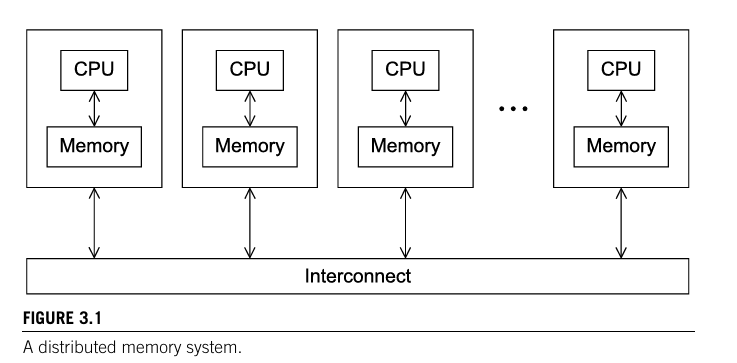 CPU CPU CPU CPU
Memory Memory Memory ... Memory
Interconnect
FIGURE 3.1
A distributed memory system.